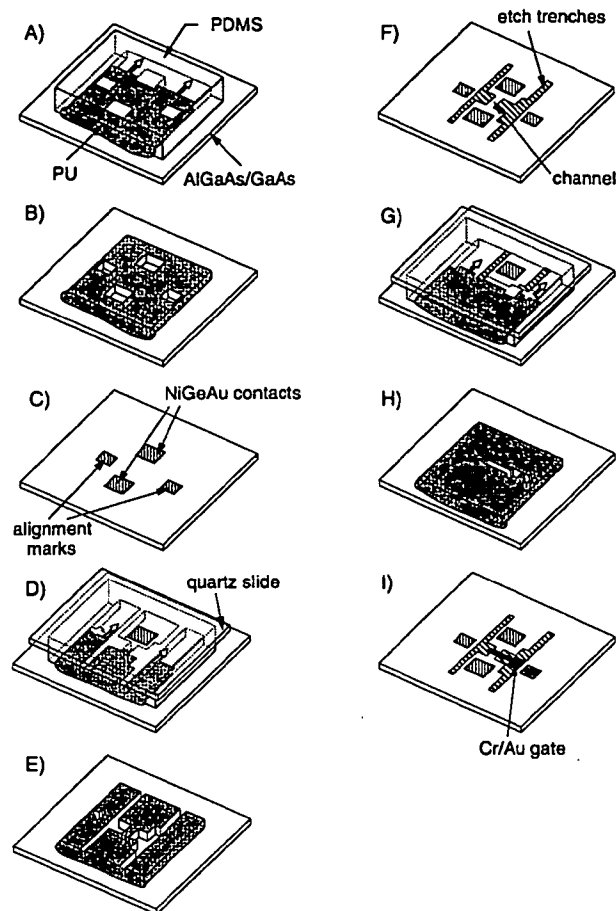 A)
PDMS
PU
AlGaAs/GaAs
B)
C)
NiGeAu contacts
alignment
marks
D)
quartz slide
E)
F)
etch trenches
channel
G)
H)
I)
Cr/Au gate